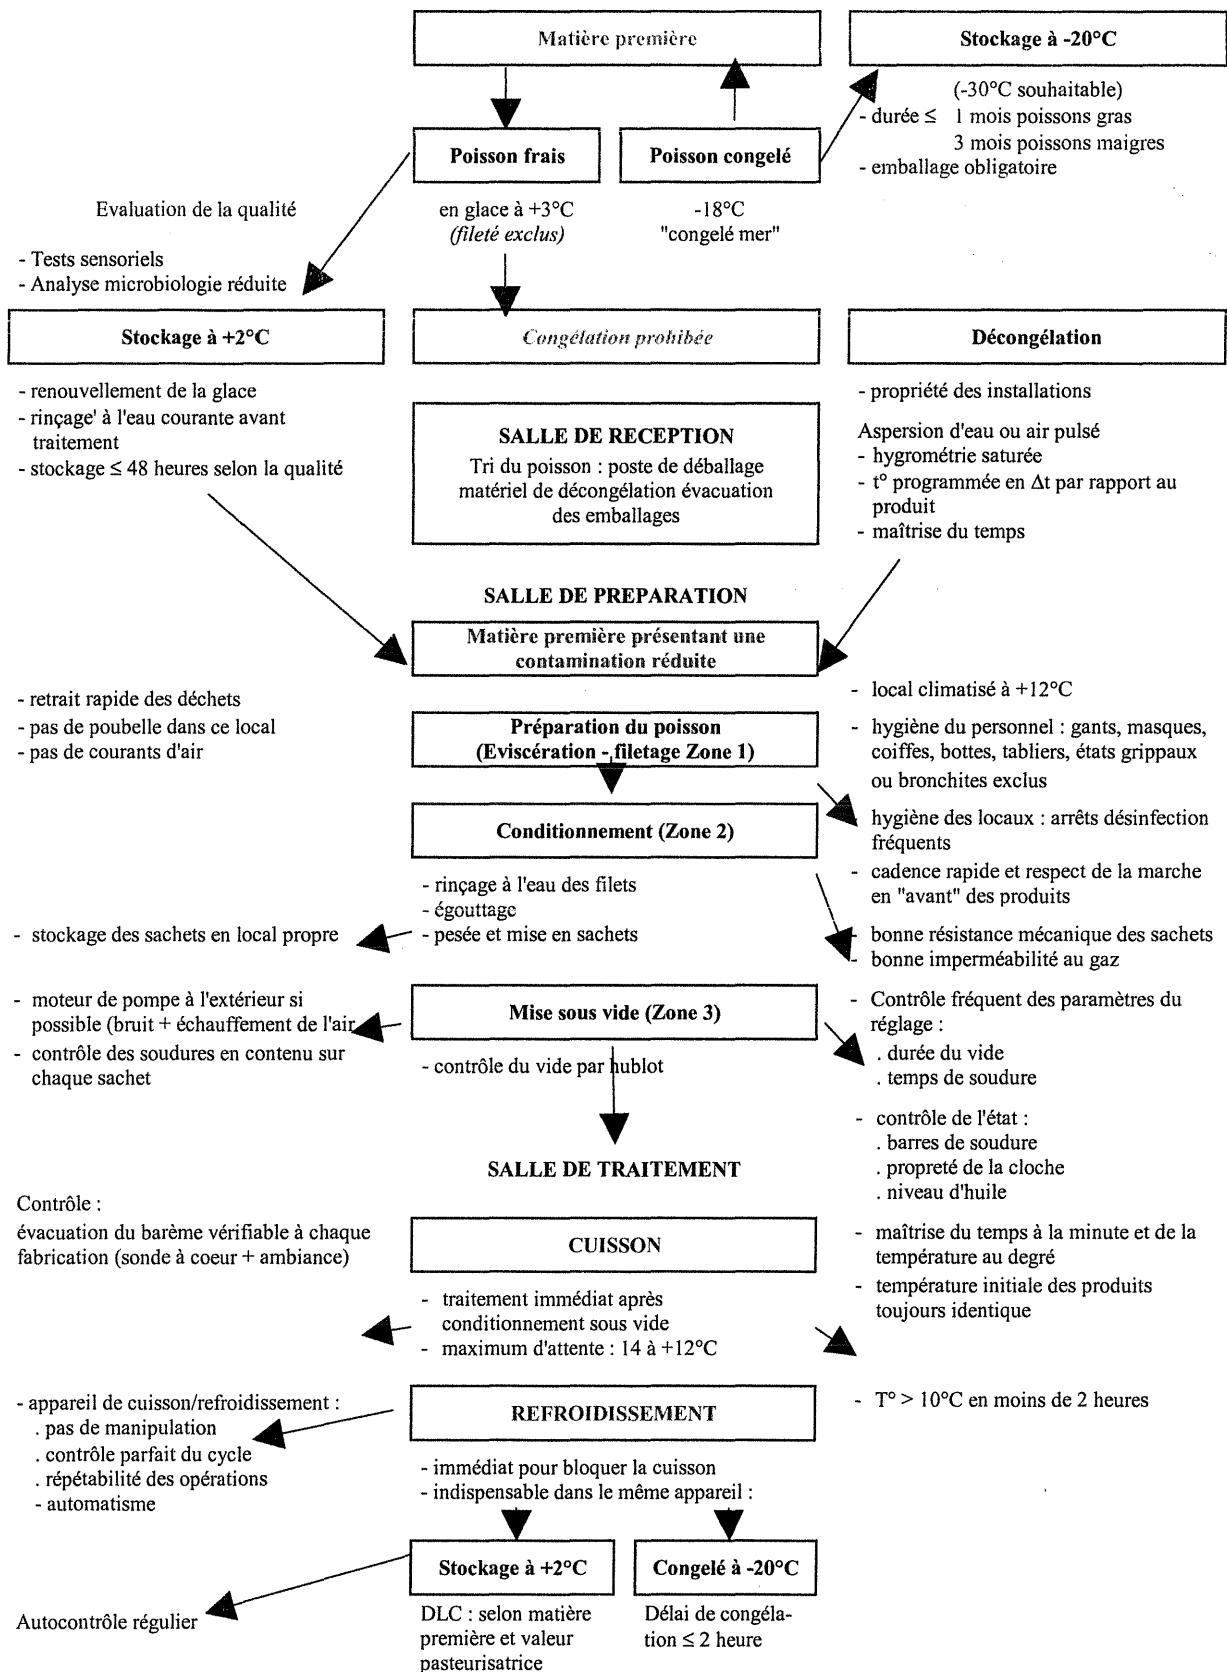 Matière première
Stockage à -20°C
(-30°C souhaitable)
- durée ≤ 1 mois poissons gras
3 mois poissons maigres
- emballage obligatoire
Poisson frais
Poisson congelé
Evaluation de la qualité
en glace à +3°C
(fileté exclus)
-18°C
"congelé mer"
- Tests sensoriels
- Analyse microbiologie réduite
Stockage à +2°C
Congélation prohibée
Décongélation
- renouvellement de la glace
- rinçage' à l'eau courante avant
traitement
- stockage ≤ 48 heures selon la qualité
SALLE DE RECEPTION
Tri du poisson : poste de déballage
matériel de décongélation évacuation
des emballages
- propriété des installations
Aspersion d'eau ou air pulsé
- hygrométrie saturée
- t° programmée en Δt par rapport au
produit
- maîtrise du temps
SALLE DE PREPARATION
Matière première présentant une
contamination réduite
- retrait rapide des déchets
- pas de poubelle dans ce local
- pas de courants d'air
Préparation du poisson
(Eviscération - filetage Zone 1)
- local climatisé à +12°C
- hygiène du personnel : gants, masques,
coiffes, bottes, tabliers, états grippaux
ou bronchites exclus
Conditionnement (Zone 2)
- hygiène des locaux : arrêts désinfection
fréquents
- cadence rapide et respect de la marche
en "avant" des produits
- rinçage à l'eau des filets
- égouttage
- pesée et mise en sachets
- stockage des sachets en local propre
- bonne résistance mécanique des sachets
- bonne imperméabilité au gaz
- moteur de pompe à l'extérieur si
possible (bruit + échauffement de l'air
- contrôle des soudures en contenu sur
chaque sachet
Mise sous vide (Zone 3)
- contrôle du vide par hublot
- Contrôle fréquent des paramètres du
réglage :
. durée du vide
. temps de soudure
- contrôle de l'état :
. barres de soudure
. propreté de la cloche
. niveau d'huile
SALLE DE TRAITEMENT
Contrôle :
évacuation du barème vérifiable à chaque
fabrication (sonde à coeur + ambiance)
CUISSON
- maîtrise du temps à la minute et de la
température au degré
- température initiale des produits
toujours identique
- traitement immédiat après
conditionnement sous vide
- maximum d'attente : 14 à +12°C
- appareil de cuisson/refroidissement :
. pas de manipulation
. contrôle parfait du cycle
. répétabilité des opérations
- automatisme
REFROIDISSEMENT
- T° > 10°C en moins de 2 heures
- immédiat pour bloquer la cuisson
- indispensable dans le même appareil :
Stockage à +2°C
Congelé à -20°C
Autocontrôle régulier
DLC : selon matière
première et valeur
pasteurisatrice
Délai de congéla-
tion ≤ 2 heure